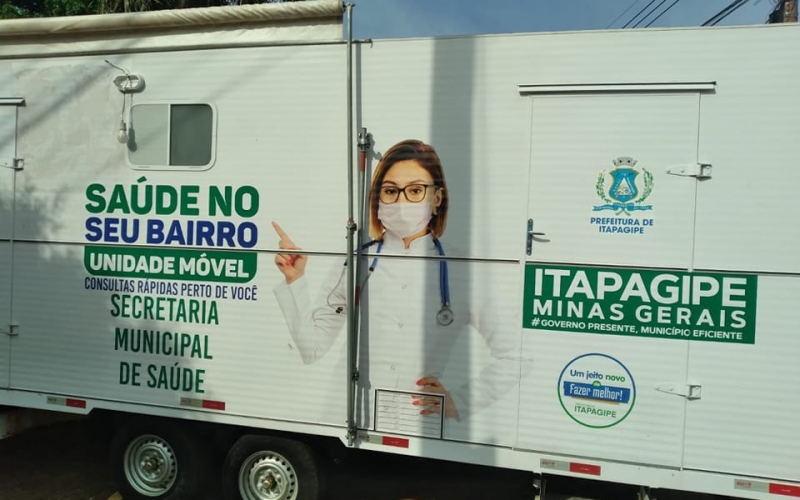 SAÚDE NO
SEU BAIRRO
UNIDADE MÓVEL
CONSULTAS RÁPIDAS PERTO DE VOCÊ
SECRETARIA
MUNICIPAL
DE SAÚDE
PREFEITURA DE
ITAPAGIPE
ITAPAGIPE
MINAS GERAIS
#GOVERNO PRESENTE, MUNICÍPIO EFICIENTE
Um jeito novo
de
Fazer melhor!
ITAPAGIPE